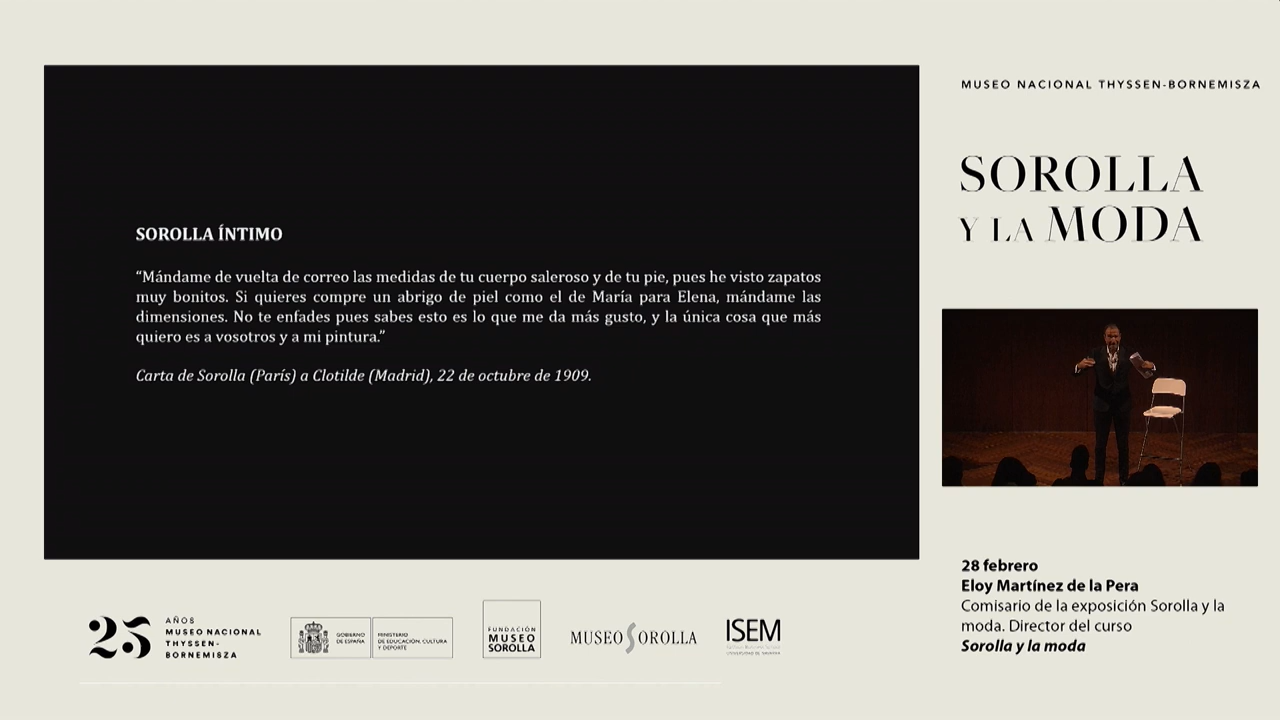 MUSEO NACIONAL THYSSEN-BORNEMISZA
SOROLLA
Y LA MODA
SOROLLA ÍNTIMO
“Mándame de vuelta de correo las medidas de tu cuerpo saleroso y de tu pie, pues he visto zapatos
muy bonitos. Si quieres compre un abrigo de piel como el de María para Elena, mándame las
dimensiones. No te enfades pues sabes esto es lo que me da más gusto, y la única cosa que más
quiero es a vosotros y a mi pintura.”
Carta de Sorolla (París) a Clotilde (Madrid), 22 de octubre de 1909.
28 febrero
Eloy Martínez de la Pera
Comisario de la exposición Sorolla y la
moda. Director del curso
Sorolla y la moda
25
AÑOS
MUSEO NACIONAL
THYSSEN-
BORNEMISZA
GOBIERNO
DE ESPAÑA
MINISTERIO
DE EDUCACIÓN, CULTURA
Y DEPORTE
FUNDACIÓN
MUSEO
SOROLLA
MUSEO SOROLLA
ISEM
UNIVERSIDAD DE NAVARRA